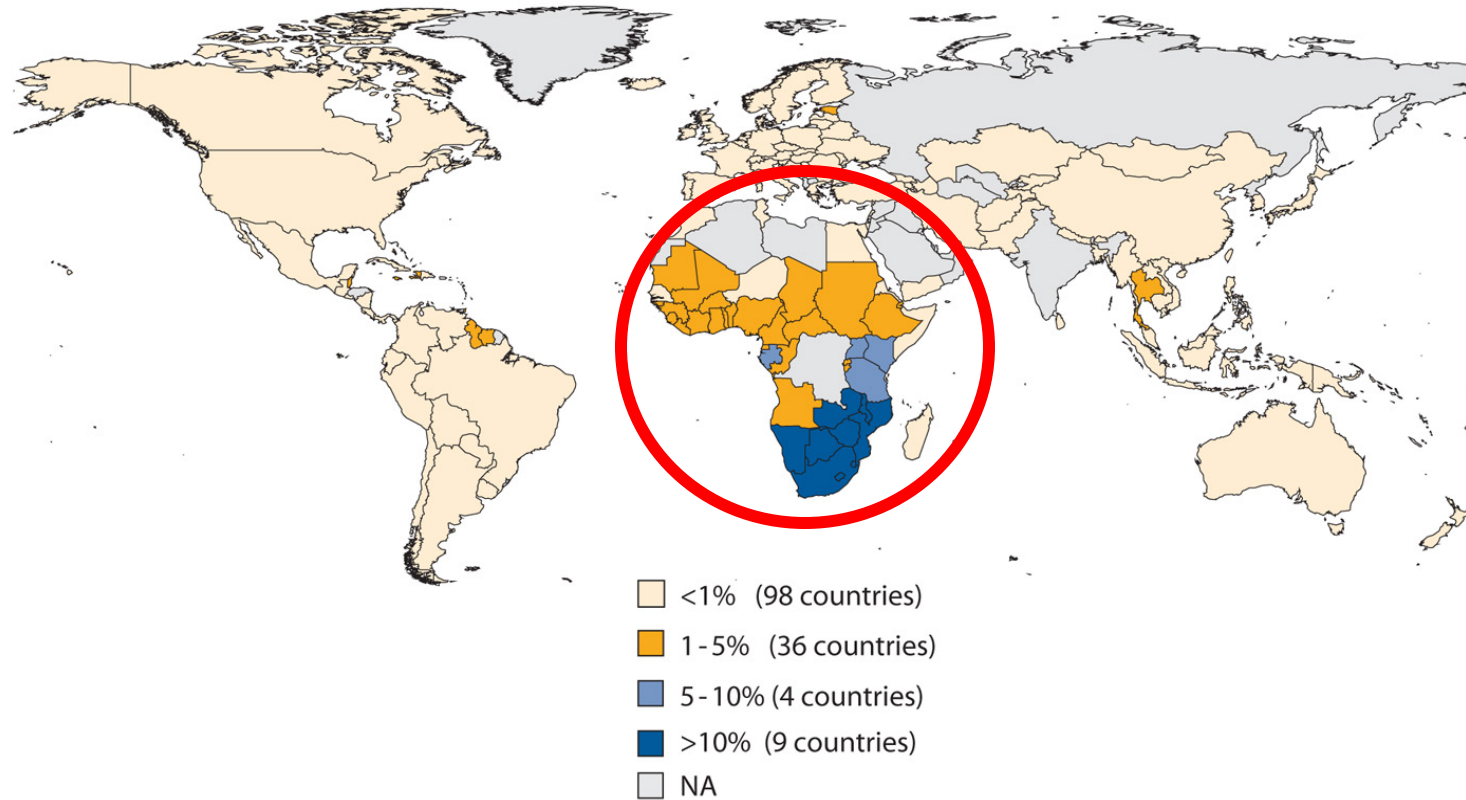 <1% (98 countries)
1-5% (36 countries)
5-10% (4 countries)
>10% (9 countries)
NA